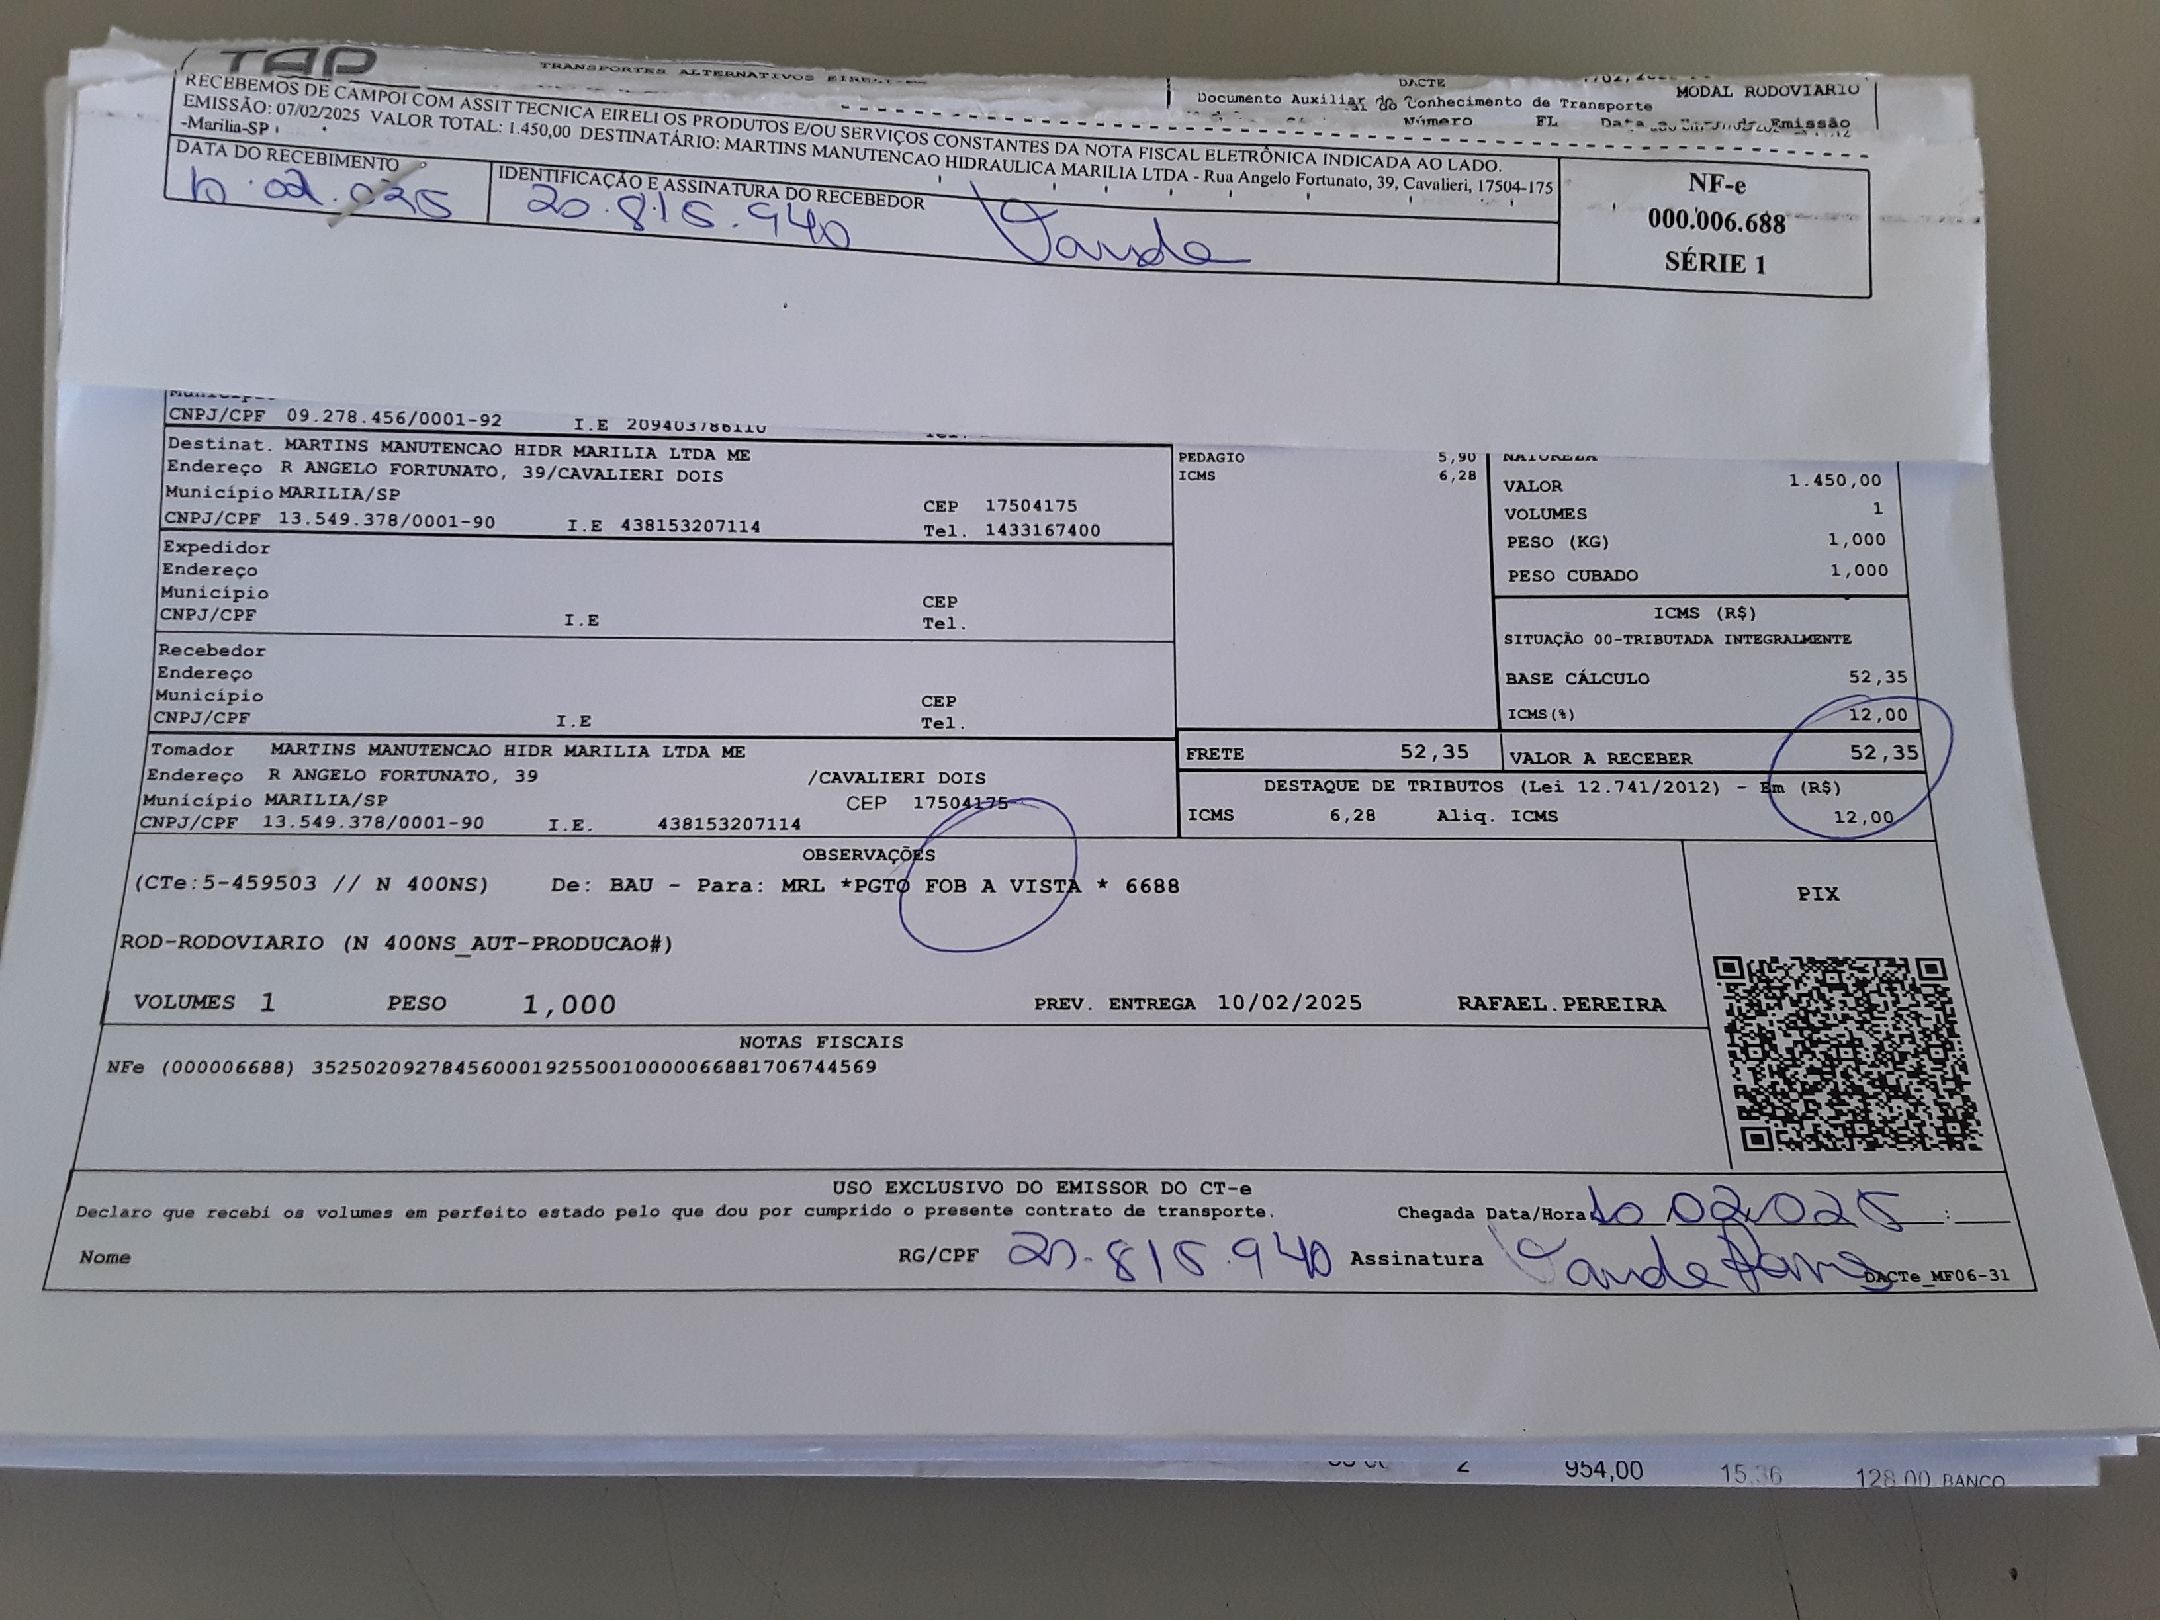 TAP
TRANSPORTES ALTERNATIVOS
DACTE
MODAL RODOVIARIO
Documento Auxiliar do Conhecimento de Transporte
Número FL Data Emissão
RECEBEMOS DE CAMPOI COM ASSIT TECNICA EIRELI OS PRODUTOS E/OU SERVIÇOS CONSTANTES DA NOTA FISCAL ELETRÔNICA INDICADA AO LADO.
EMISSÃO: 07/02/2025 VALOR TOTAL: 1.450,00 DESTINATÁRIO: MARTINS MANUTENCAO HIDRAULICA MARILIA LTDA - Rua Angelo Fortunato, 39, Cavalieri, 17504-175
-Marilia-SP
DATA DO RECEBIMENTO
10.02.025
IDENTIFICAÇÃO E ASSINATURA DO RECEBEDOR
20.815.940 Vande
NF-e
000.006.688
SÉRIE 1
CNPJ/CPF 09.278.456/0001-92 I.E 209403786110
Destinat. MARTINS MANUTENCAO HIDR MARILIA LTDA ME
Endereço R ANGELO FORTUNATO, 39/CAVALIERI DOIS
Município MARILIA/SP CEP 17504175
CNPJ/CPF 13.549.378/0001-90 I.E 438153207114 Tel. 1433167400
PEDAGIO 5,90
ICMS 6,28
NATUREZA
VALOR 1.450,00
VOLUMES 1
PESO (KG) 1,000
PESO CUBADO 1,000
Expedidor
Endereço
Município CEP
CNPJ/CPF I.E Tel.
ICMS (R$)
SITUAÇÃO 00-TRIBUTADA INTEGRALMENTE
BASE CÁLCULO 52,35
ICMS(%) 12,00
Recebedor
Endereço
Município CEP
CNPJ/CPF I.E Tel.
FRETE 52,35 VALOR A RECEBER 52,35
Tomador MARTINS MANUTENCAO HIDR MARILIA LTDA ME
Endereço R ANGELO FORTUNATO, 39 /CAVALIERI DOIS
Município MARILIA/SP CEP 17504175
CNPJ/CPF 13.549.378/0001-90 I.E. 438153207114
DESTAQUE DE TRIBUTOS (Lei 12.741/2012) - Em (R$)
ICMS 6,28 Aliq. ICMS 12,00
OBSERVAÇÕES
(CTe:5-459503 // N 400NS) De: BAU - Para: MRL *PGTO FOB A VISTA * 6688
PIX
ROD-RODOVIARIO (N 400NS_AUT-PRODUCAO#)
VOLUMES 1 PESO 1,000 PREV. ENTREGA 10/02/2025 RAFAEL.PEREIRA
NOTAS FISCAIS
NFe (000006688) 35250209278456000192550010000066881706744569
USO EXCLUSIVO DO EMISSOR DO CT-e
Declaro que recebi os volumes em perfeito estado pelo que dou por cumprido o presente contrato de transporte. Chegada Data/Hora 10 02 025 :
Nome RG/CPF 20.815.940 Assinatura Vande
DACTe_MF06-31
2 954,00 15,36 128,00 BANCO